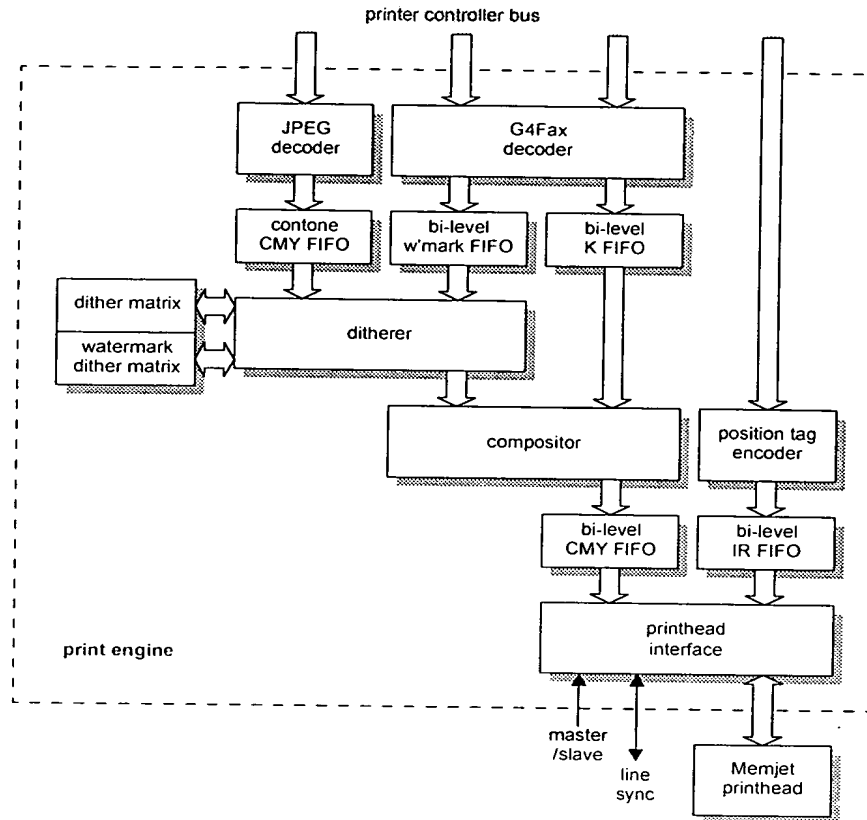 printer controller bus
JPEG
decoder
G4Fax
decoder
contone
CMY FIFO
bi-level
w'mark FIFO
bi-level
K FIFO
dither matrix
watermark
dither matrix
ditherer
compositor
position tag
encoder
bi-level
CMY FIFO
bi-level
IR FIFO
printhead
interface
print engine
master
/slave
line
sync
Memjet
printhead